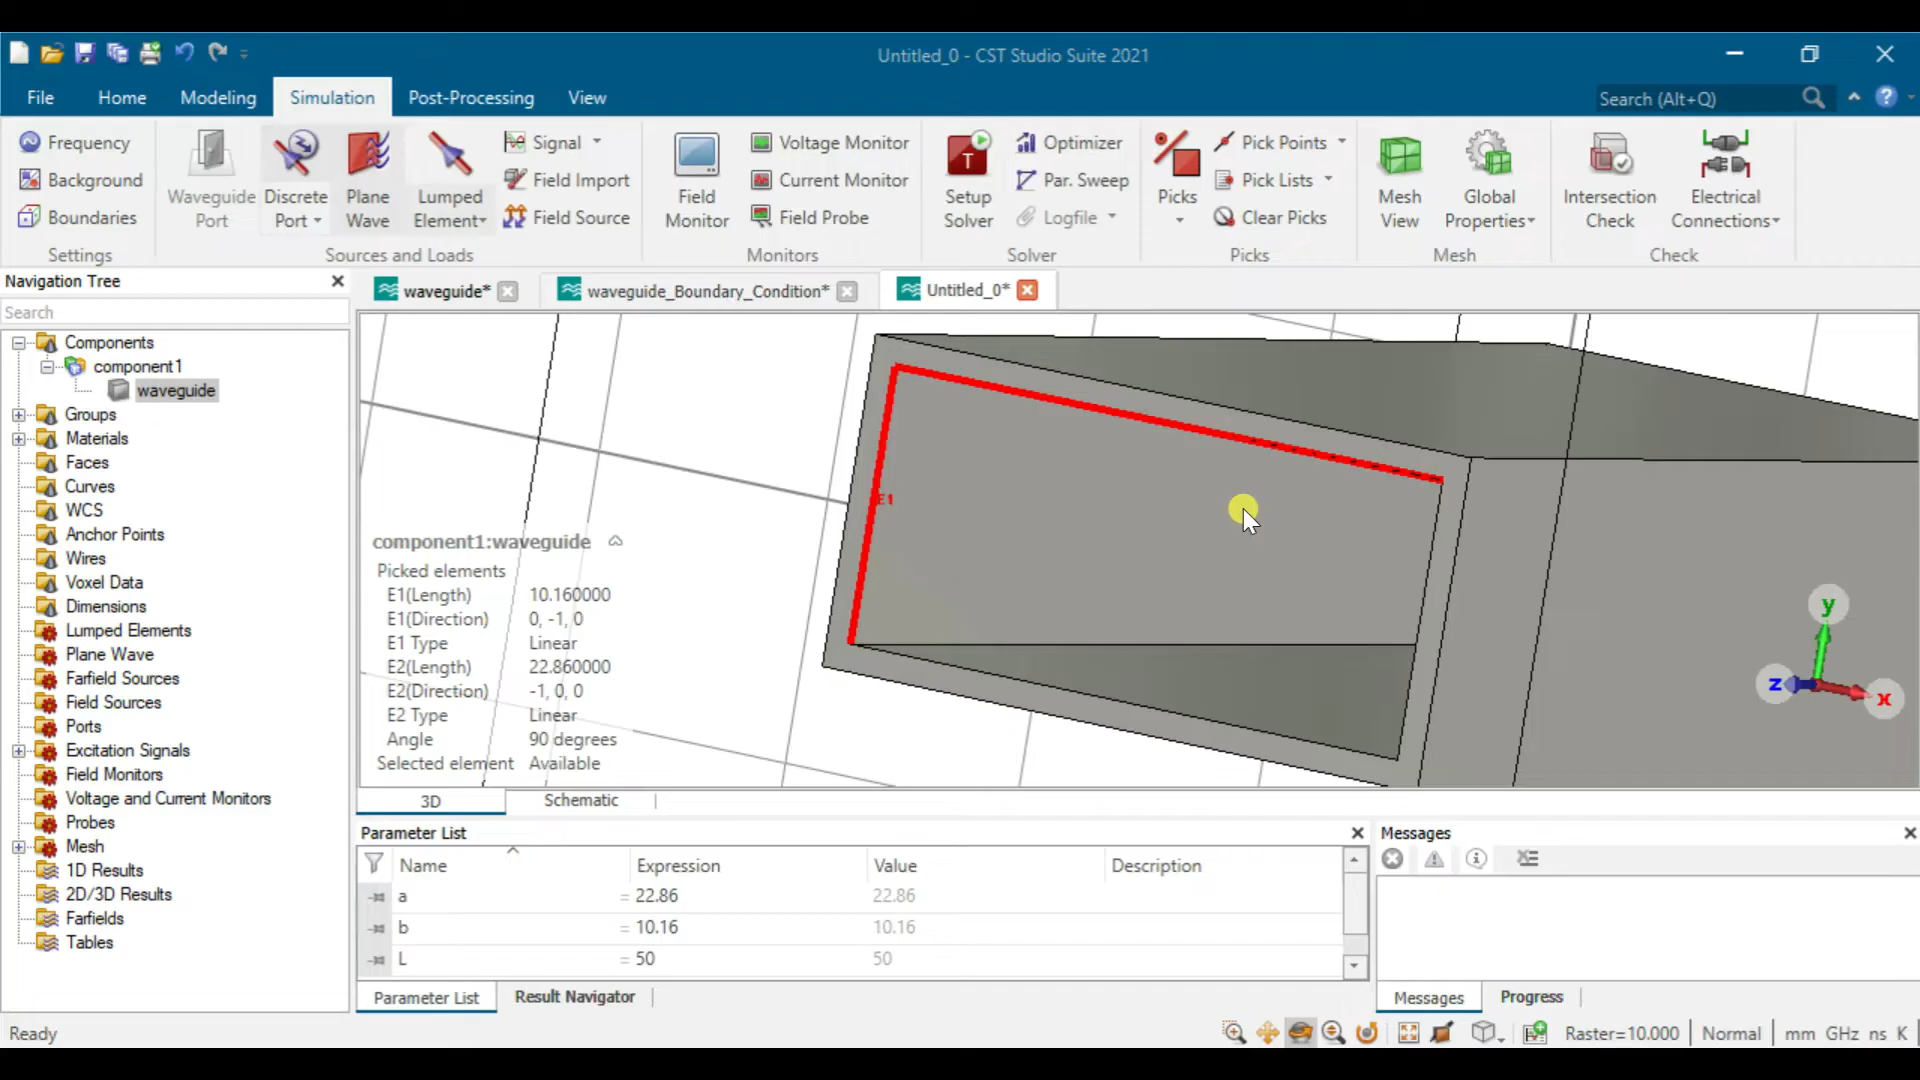 Untitled_0 - CST Studio Suite 2021
File Home Modeling Simulation Post-Processing View
Search (Alt+Q)
Frequency
Background
Boundaries
Settings
Waveguide Port
Discrete Port
Plane Wave
Lumped Element
Signal
Field Import
Field Source
Sources and Loads
Field Monitor
Voltage Monitor
Current Monitor
Field Probe
Monitors
Setup Solver
Optimizer
Par. Sweep
Logfile
Solver
Picks
Pick Points
Pick Lists
Clear Picks
Picks
Mesh View
Global Properties
Mesh
Intersection Check
Electrical Connections
Check
Navigation Tree
Search
waveguide*
waveguide_Boundary_Condition*
Untitled_0*
Components
component1
waveguide
Groups
Materials
Faces
Curves
WCS
Anchor Points
Wires
Voxel Data
Dimensions
Lumped Elements
Plane Wave
Farfield Sources
Field Sources
Ports
Excitation Signals
Field Monitors
Voltage and Current Monitors
Probes
Mesh
1D Results
2D/3D Results
Farfields
Tables
E1
component1:waveguide
Picked elements
E1(Length) 10.160000
E1(Direction) 0, -1, 0
E1 Type Linear
E2(Length) 22.860000
E2(Direction) -1, 0, 0
E2 Type Linear
Angle 90 degrees
Selected element Available
y
z
x
3D Schematic
Parameter List
Name Expression Value Description
a = 22.86 22.86
b = 10.16 10.16
L = 50 50
Parameter List Result Navigator
Messages
Messages Progress
Ready
Raster=10.000 Normal mm GHz ns K